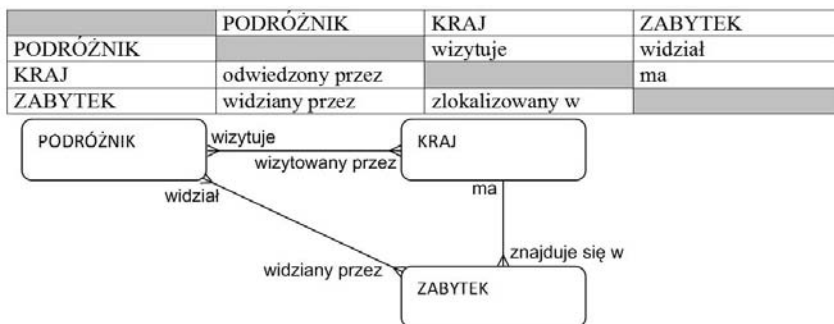 PODRÓŻNIK KRAJ ZABYTEK
PODRÓŻNIK wizytuje widział
KRAJ odwiedzony przez ma
ZABYTEK widziany przez zlokalizowany w
PODRÓŻNIK wizytuje KRAJ
wizytowany przez
widział ma
widziany przez znajduje się w
ZABYTEK